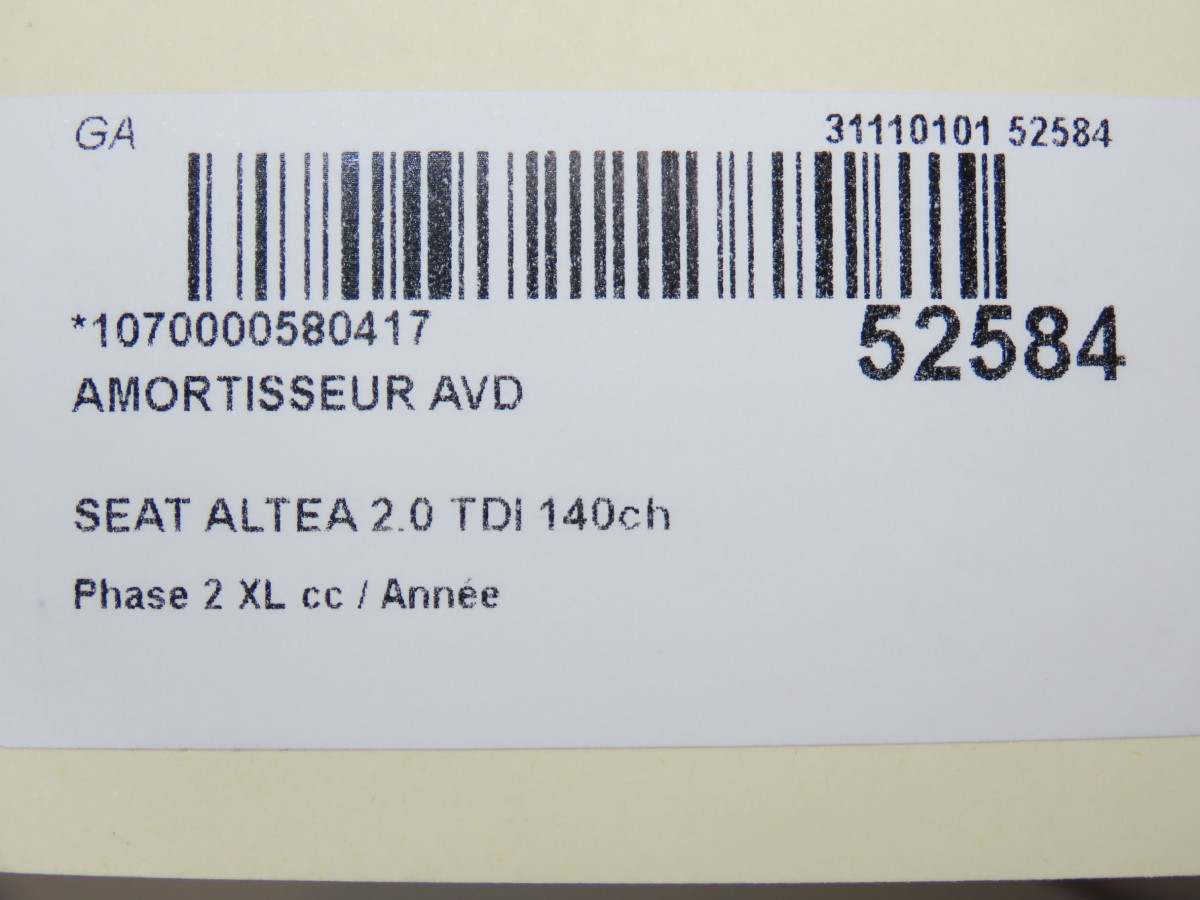 GA
31110101 52584
*1070000580417
52584
AMORTISSEUR AVD
SEAT ALTEA 2.0 TDI 140ch
Phase 2 XL cc / Année